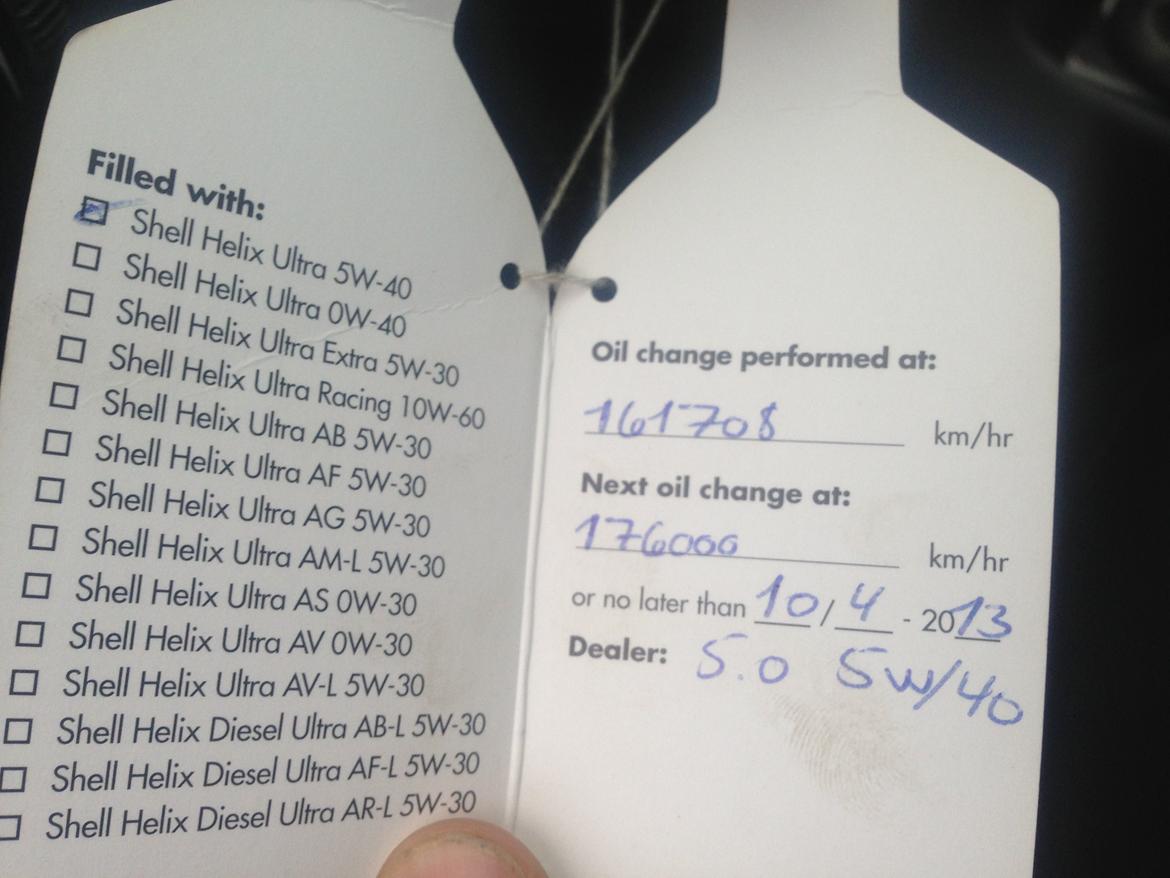 Filled with:
Shell Helix Ultra 5W-40
Shell Helix Ultra 0W-40
Shell Helix Ultra Extra 5W-30
Shell Helix Ultra Racing 10W-60
Shell Helix Ultra AB 5W-30
Shell Helix Ultra AF 5W-30
Shell Helix Ultra AG 5W-30
Shell Helix Ultra AM-L 5W-30
Shell Helix Ultra AS 0W-30
Shell Helix Ultra AV 0W-30
Shell Helix Ultra AV-L 5W-30
Shell Helix Diesel Ultra AB-L 5W-30
Shell Helix Diesel Ultra AF-L 5W-30
Shell Helix Diesel Ultra AR-L 5W-30
Oil change performed at:
161708 km/hr
Next oil change at:
176000 km/hr
or no later than 10/4 - 2013
Dealer: 5.0 5W/40